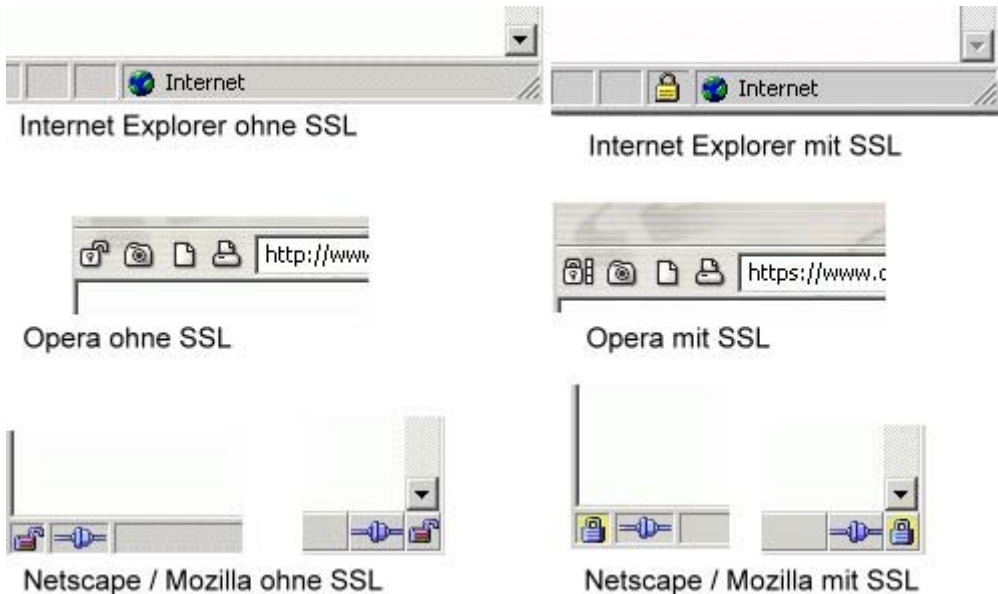 Internet
Internet
Internet Explorer ohne SSL
Internet Explorer mit SSL
http://www
https://www.
Opera ohne SSL
Opera mit SSL
Netscape / Mozilla ohne SSL
Netscape / Mozilla mit SSL